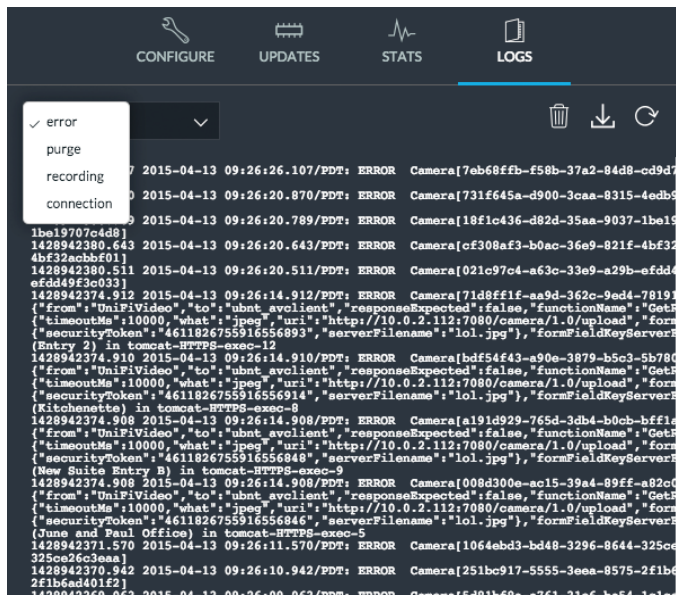 CONFIGURE UPDATES STATS LOGS
error
purge
recording
connection
7 2015-04-13 09:26:26.107/PDT: ERROR Camera[7eb68ffb-f58b-37a2-84d8-cd9d7
0 2015-04-13 09:26:20.870/PDT: ERROR Camera[731f645a-d900-3caa-8315-4edb9
9 2015-04-13 09:26:20.789/PDT: ERROR Camera[18f1c436-d82d-35aa-9037-1be19
1be19707c4d8]
1428942380.643 2015-04-13 09:26:20.643/PDT: ERROR Camera[cf308af3-b0ac-36e9-821f-4bf32
4bf32acbbf01]
1428942380.511 2015-04-13 09:26:20.511/PDT: ERROR Camera[021c97c4-a63c-33e9-a29b-efdd4
efdd49f3c033]
1428942374.912 2015-04-13 09:26:14.912/PDT: ERROR Camera[71d8ff1f-aa9d-362c-9ed4-78191
{"from":"UniFiVideo","to":"ubnt_avclient","responseExpected":false,"functionName":"GetR
{"timeoutMs":10000,"what":"jpeg","uri":"http://10.0.2.112:7080/camera/1.0/upload","form
{"securityToken":"4611826755916556893","serverFilename":"lol.jpg"},"formFieldKeyServerF
(Entry 2) in tomcat-HTTPS-exec-12
1428942374.910 2015-04-13 09:26:14.910/PDT: ERROR Camera[bdf54f43-a90e-3879-b5c3-5b780
{"from":"UniFiVideo","to":"ubnt_avclient","responseExpected":false,"functionName":"GetR
{"timeoutMs":10000,"what":"jpeg","uri":"http://10.0.2.112:7080/camera/1.0/upload","form
{"securityToken":"4611826755916556914","serverFilename":"lol.jpg"},"formFieldKeyServerF
(Kitchenette) in tomcat-HTTPS-exec-8
1428942374.908 2015-04-13 09:26:14.908/PDT: ERROR Camera[a191d929-765d-3db4-b0cb-bff1a
{"from":"UniFiVideo","to":"ubnt_avclient","responseExpected":false,"functionName":"GetR
{"timeoutMs":10000,"what":"jpeg","uri":"http://10.0.2.112:7080/camera/1.0/upload","form
{"securityToken":"4611826755916556848","serverFilename":"lol.jpg"},"formFieldKeyServerF
(New Suite Entry B) in tomcat-HTTPS-exec-9
1428942374.908 2015-04-13 09:26:14.908/PDT: ERROR Camera[008d300e-ac15-39a4-89ff-a82c0
{"from":"UniFiVideo","to":"ubnt_avclient","responseExpected":false,"functionName":"GetR
{"timeoutMs":10000,"what":"jpeg","uri":"http://10.0.2.112:7080/camera/1.0/upload","form
{"securityToken":"4611826755916556846","serverFilename":"lol.jpg"},"formFieldKeyServerF
(June and Paul Office) in tomcat-HTTPS-exec-5
1428942371.570 2015-04-13 09:26:11.570/PDT: ERROR Camera[1064ebd3-bd48-3296-8644-325ce
325ce26c3eaa]
1428942370.942 2015-04-13 09:26:10.942/PDT: ERROR Camera[251bc917-5555-3eea-8575-2f1b6
2f1b6ad401f2]